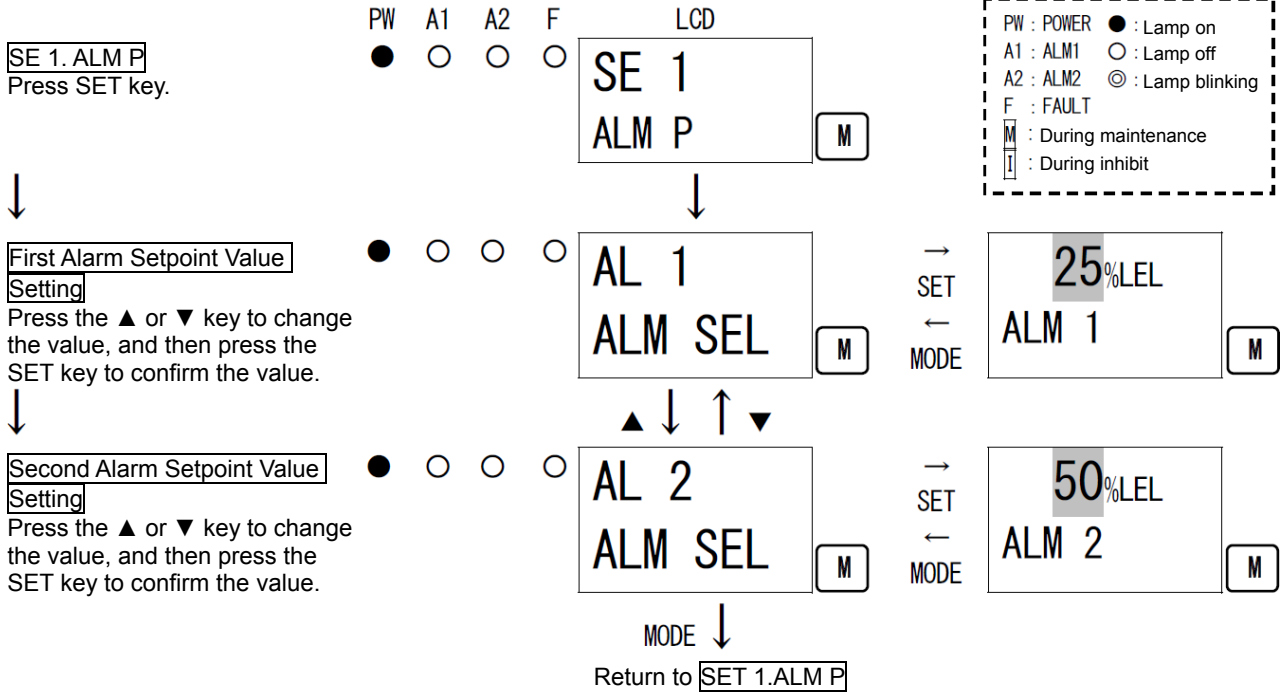 PW A1 A2 F LCD
SE 1. ALM P
Press SET key.
● ○ ○ ○
SE 1
ALM P
M
PW : POWER ● : Lamp on
A1 : ALM1 ○ : Lamp off
A2 : ALM2 ◎ : Lamp blinking
F : FAULT
M : During maintenance
I : During inhibit
↓ ↓
First Alarm Setpoint Value
Setting
Press the ▲ or ▼ key to change
the value, and then press the
SET key to confirm the value.
● ○ ○ ○
AL 1
ALM SEL
M
→
SET
←
MODE
25%LEL
ALM 1
M
↓
▲ ↓ ↑ ▼
Second Alarm Setpoint Value
Setting
Press the ▲ or ▼ key to change
the value, and then press the
SET key to confirm the value.
● ○ ○ ○
AL 2
ALM SEL
M
→
SET
←
MODE
50%LEL
ALM 2
M
MODE ↓
Return to SET 1.ALM P